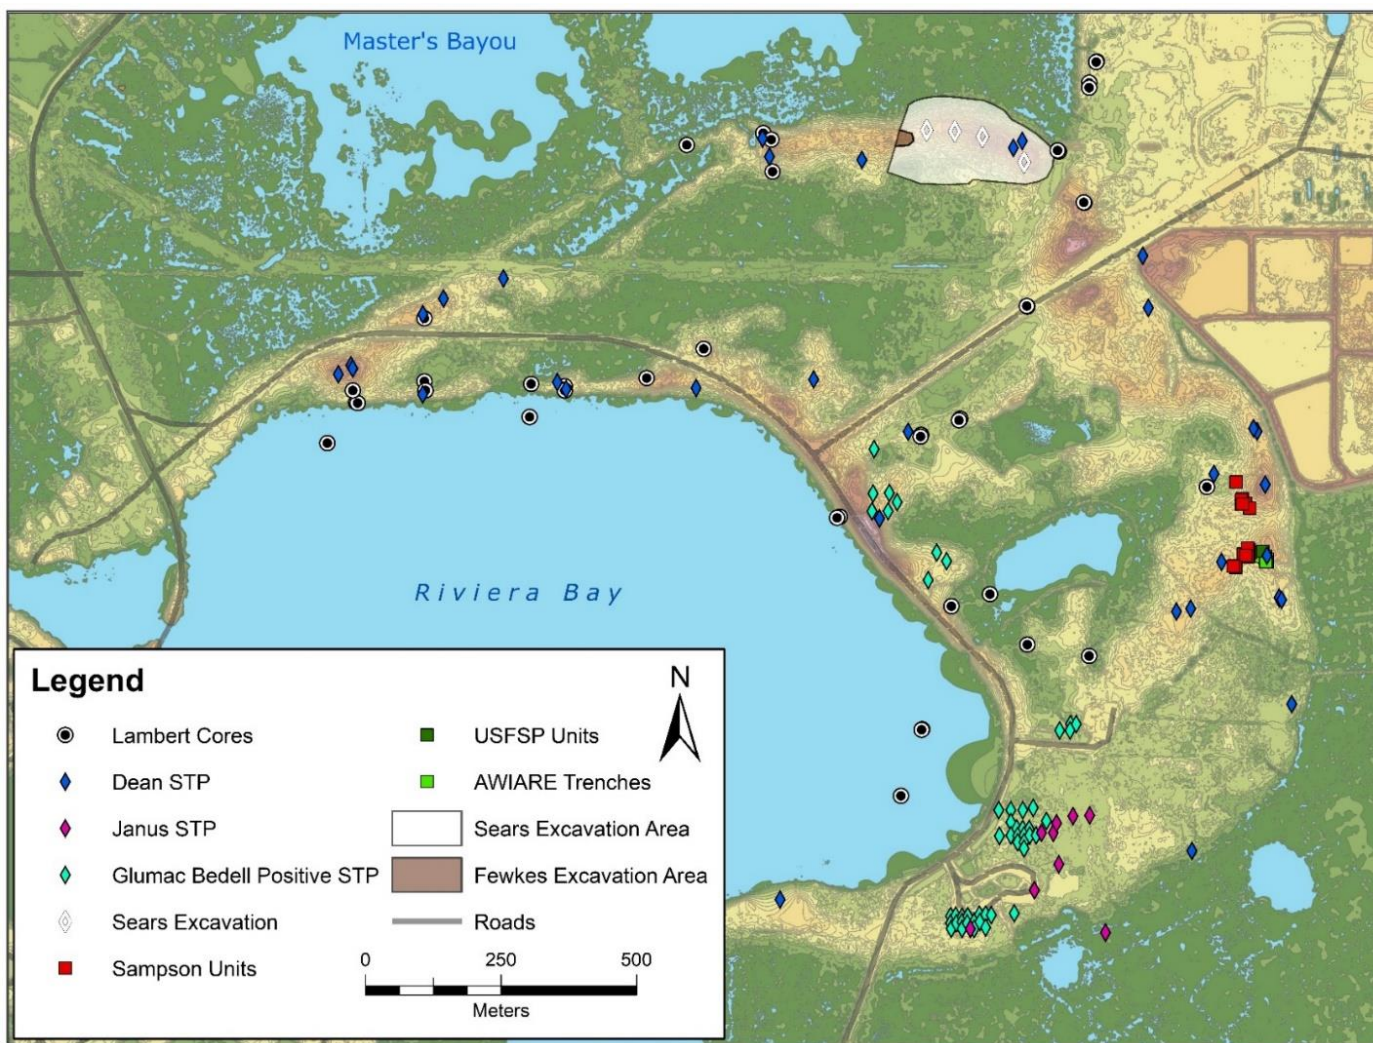 Master's Bayou
Riviera Bay
Legend
N
Lambert Cores
Dean STP
Janus STP
Glumac Bedell Positive STP
Sears Excavation
Sampson Units
USFSP Units
AWIARE Trenches
Sears Excavation Area
Fewkes Excavation Area
Roads
0 250 500
Meters